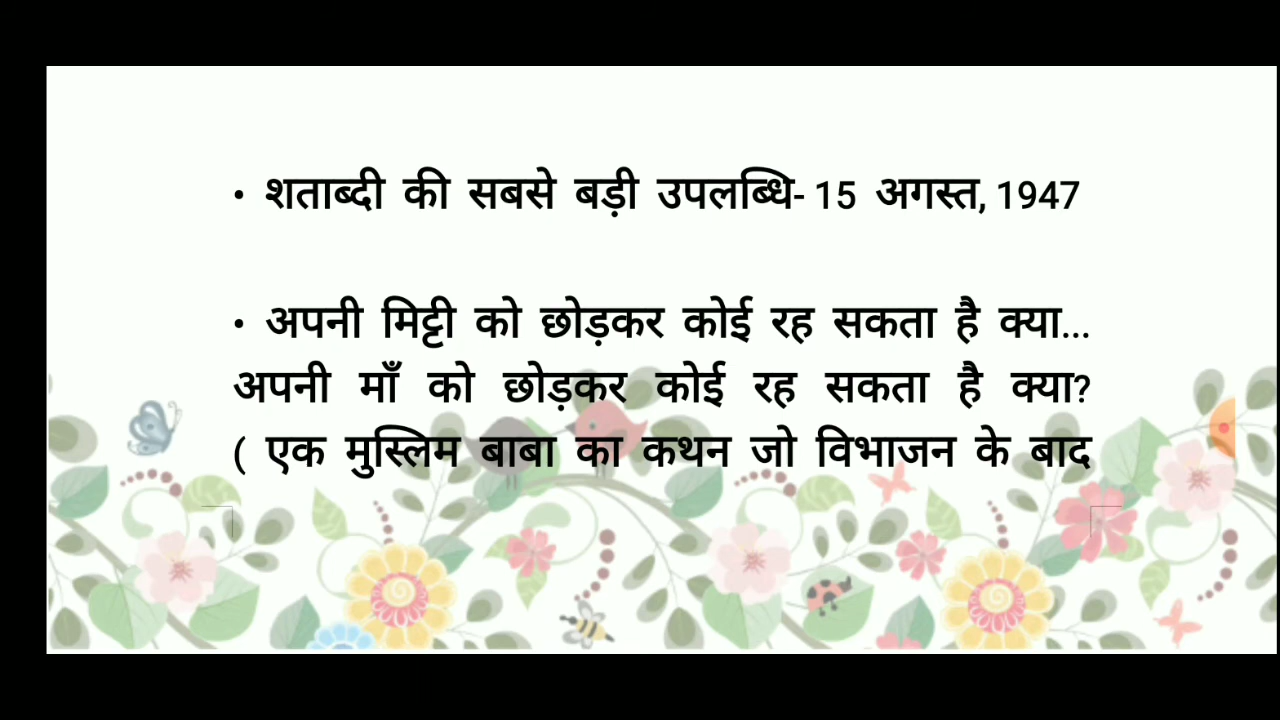 • शताब्दी की सबसे बड़ी उपलब्धि- 15 अगस्त, 1947
• अपनी मिट्टी को छोड़कर कोई रह सकता है क्या...
अपनी माँ को छोड़कर कोई रह सकता है क्या?
( एक मुस्लिम बाबा का कथन जो विभाजन के बाद